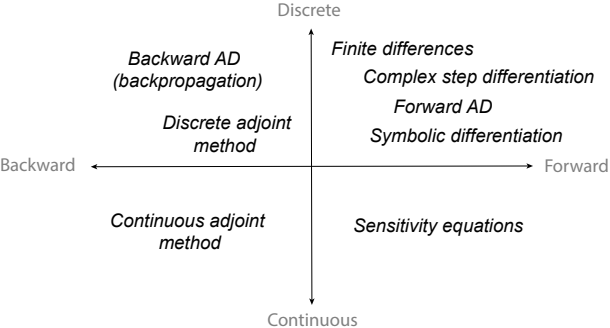 Discrete
Backward AD
(backpropagation)
Discrete adjoint
method
Finite differences
Complex step differentiation
Forward AD
Symbolic differentiation
Backward
Forward
Continuous adjoint
method
Sensitivity equations
Continuous